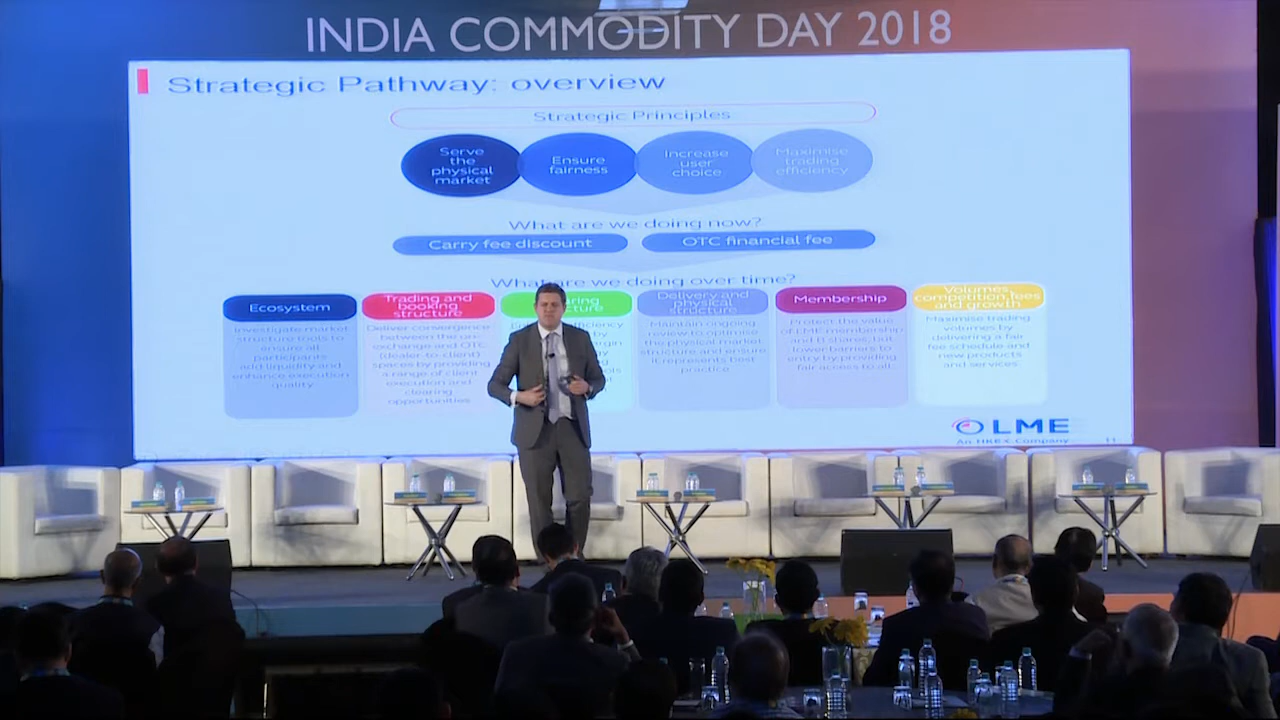 INDIA COMMODITY DAY 2018
Strategic Pathway: overview
Strategic Principles
Serve
the
physical
market
Ensure
fairness
Increase
user
choice
Maximise
trading
efficiency
What are we doing now?
Carry fee discount
OTC financial fee
What are we doing over time?
Ecosystem
Investigate market
structure tools to
ensure all
participants
add liquidity and
enhance execution
quality
Trading and
booking
structure
Deliver convergence
between the on-
exchange and OTC
(dealer-to-client)
spaces by providing
a range of client
execution and
clearing
opportunities
Delivery and
physical
structure
Maintain ongoing
review to optimise
the physical market
structure and ensure
it represents best
practice
Membership
Protect the value
of LME membership
and B shares, but
lower barriers to
entry by providing
fair access to all
Volumes,
competition, fees
and growth
Maximise trading
volumes by
delivering a fair
fee schedule and
new products
and services
LME
An HKEX Company
11